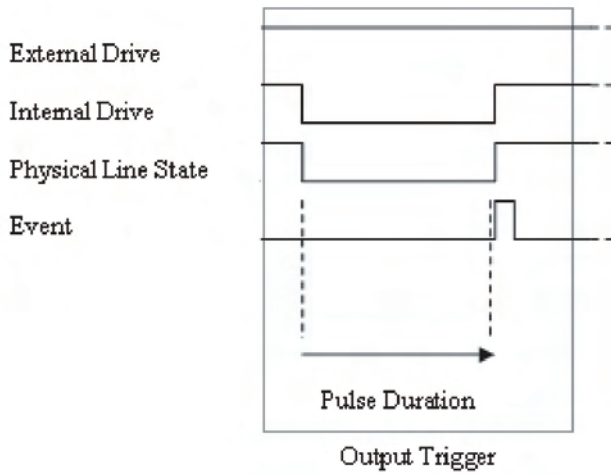 External Drive
Internal Drive
Physical Line State
Event
Pulse Duration
Output Trigger